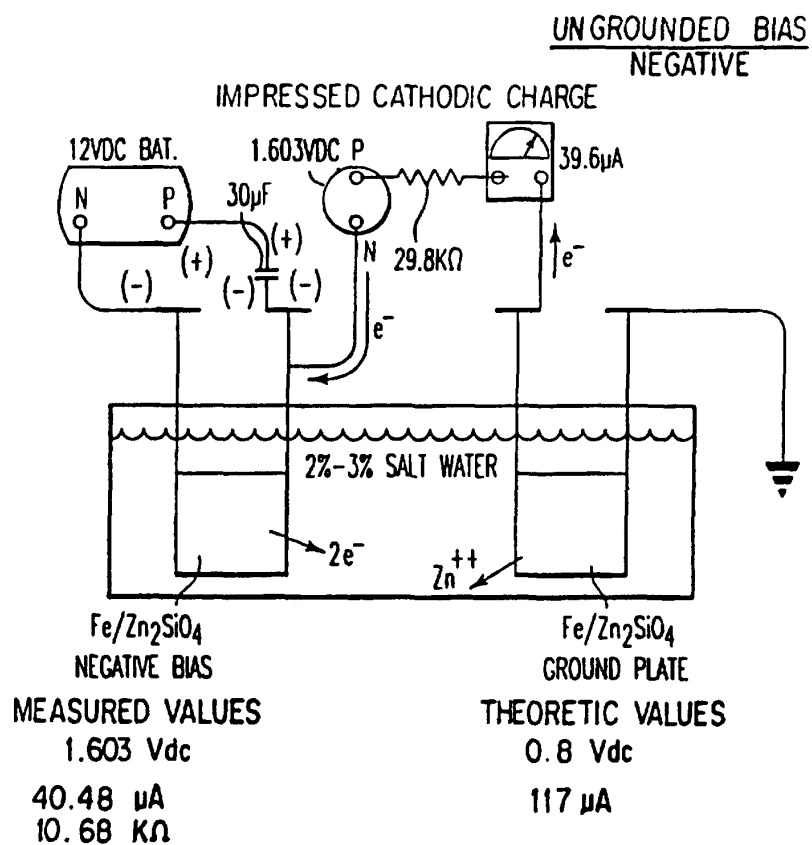 UNGROUNDED BIAS
NEGATIVE
IMPRESSED CATHODIC CHARGE
12VDC BAT.
1.603VDC P
39.6µA
N P
30µF
(+)
N
29.8KΩ
(+)
e⁻
(-)
(-) (-)
e⁻
2%-3% SALT WATER
2e⁻
Zn⁺⁺
Fe/Zn₂SiO₄
NEGATIVE BIAS
Fe/Zn₂SiO₄
GROUND PLATE
MEASURED VALUES
1.603 Vdc
40.48 µA
10.68 KΩ
THEORETIC VALUES
0.8 Vdc
117 µA